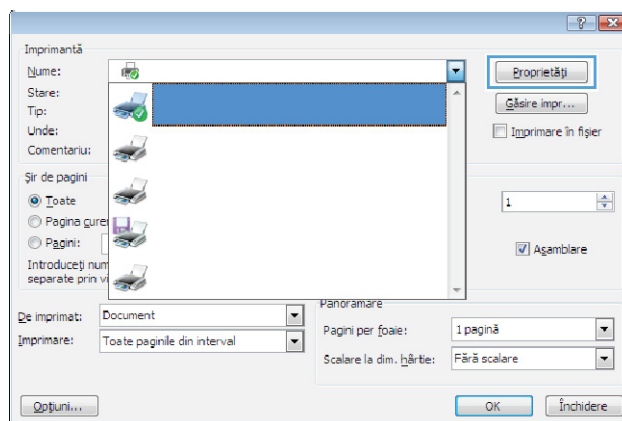 Imprimantă
Nume:
Proprietăți
Stare:
Găsire impr...
Tip:
Unde:
Imprimare în fișier
Comentariu:
Șir de pagini
Toate
1
Pagina curen
Pagini:
Asamblare
Introduceți num
separate prin vi
Panoramare
De imprimat: Document
Pagini per foaie: 1 pagină
Imprimare: Toate paginile din interval
Scalare la dim. hârtie: Fără scalare
Opțiuni...
OK
Închidere